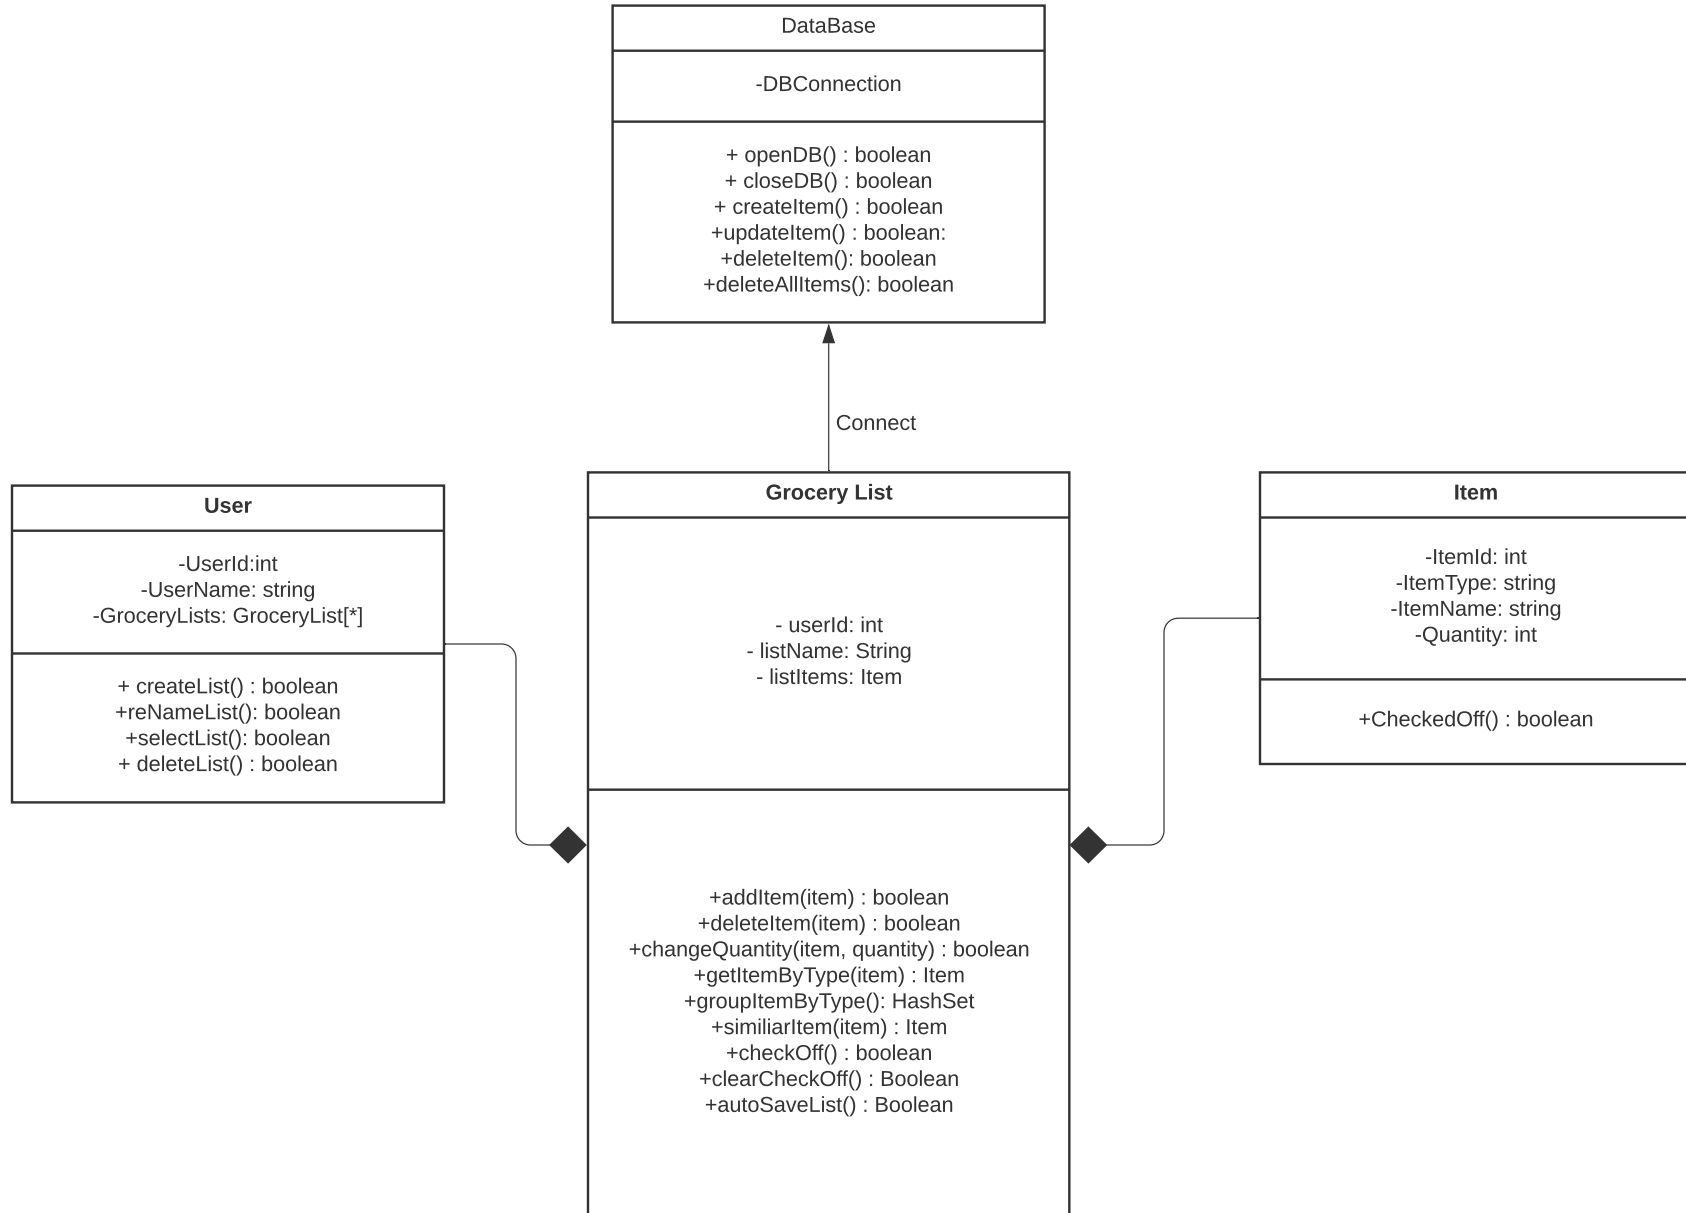 DataBase
-DBConnection
+ openDB() : boolean
+ closeDB() : boolean
+ createItem() : boolean
+updateItem() : boolean:
+deleteItem(): boolean
+deleteAllItems(): boolean
Connect
User
-UserId:int
-UserName: string
-GroceryLists: GroceryList[*]
+ createList() : boolean
+reNameList(): boolean
+selectList(): boolean
+ deleteList() : boolean
Grocery List
- userId: int
- listName: String
- listItems: Item
+addItem(item) : boolean
+deleteItem(item) : boolean
+changeQuantity(item, quantity) : boolean
+getItemByType(item) : Item
+groupItemByType(): HashSet
+similiarItem(item) : Item
+checkOff() : boolean
+clearCheckOff() : Boolean
+autoSaveList() : Boolean
Item
-ItemId: int
-ItemType: string
-ItemName: string
-Quantity: int
+CheckedOff() : boolean